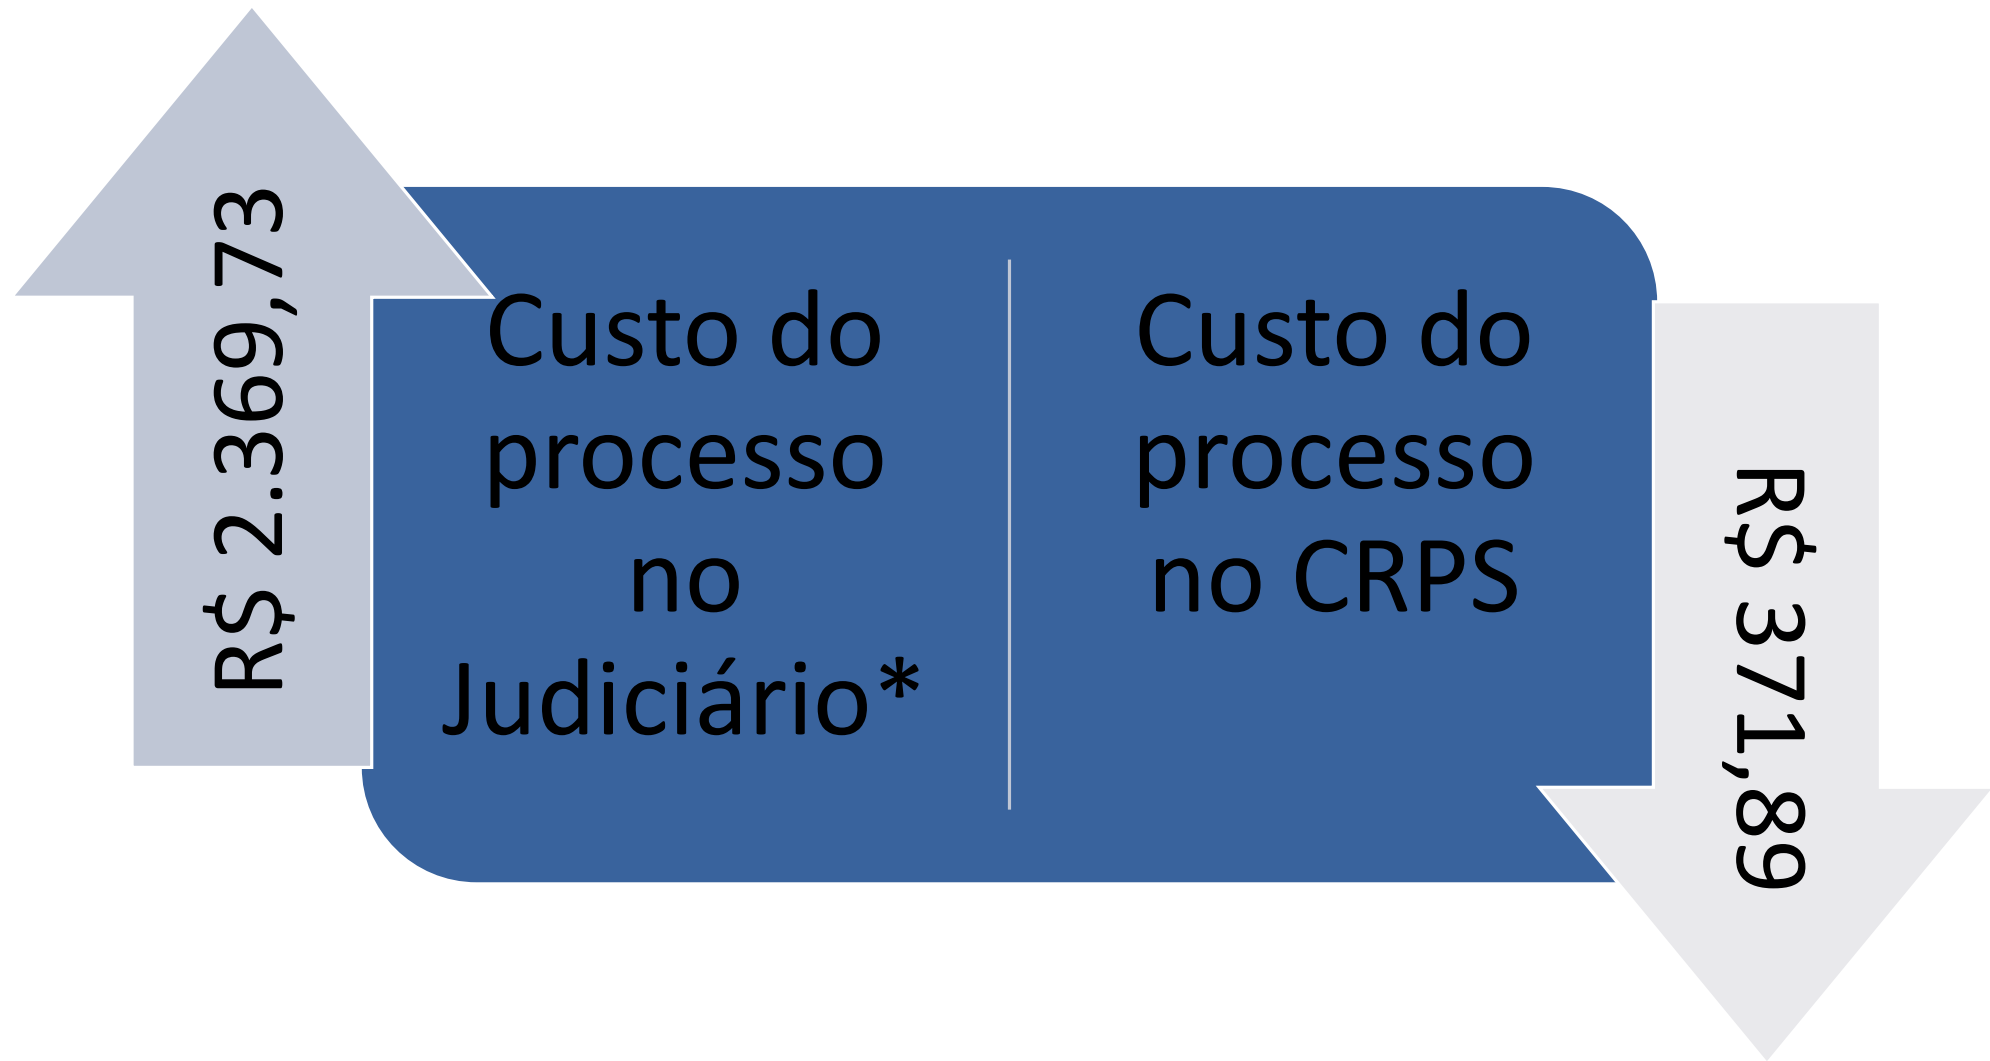 R$ 2.369,73
Custo do
processo
no
Judiciário*
Custo do
processo
no CRPS
R$ 371,89